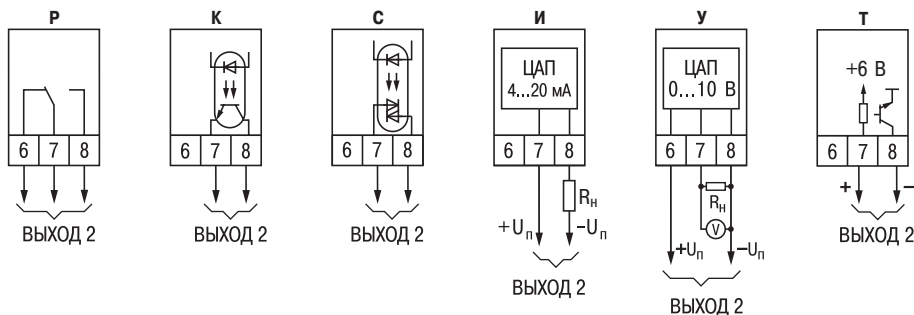 Р К С И У Т
ЦАП
4...20 мА
ЦАП
0...10 В
+6 В
6 7 8
6 7 8
6 7 8
6 7 8
6 7 8
6 7 8
Rн
Rн
V
+ –
+Uп –Uп
+Uп –Uп
ВЫХОД 2
ВЫХОД 2
ВЫХОД 2
ВЫХОД 2
ВЫХОД 2
ВЫХОД 2